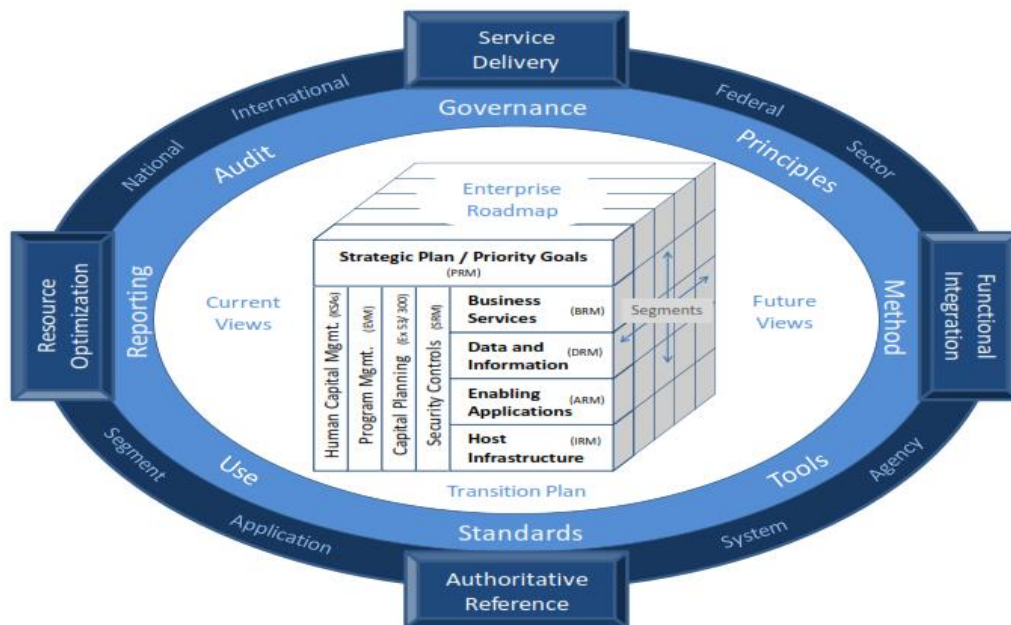 Service
Delivery
International
Federal
National
Sector
Governance
Audit
Principles
Enterprise
Roadmap
Strategic Plan / Priority Goals
(PRM)
Resource
Optimization
Reporting
Current
Views
Human Capital Mgmt. (KSAs)
Program Mgmt. (EVM)
Capital Planning (Ex 53/ 300)
Security Controls (SRM)
Business
Services (BRM)
Data and
Information (DRM)
Enabling
Applications (ARM)
Host
Infrastructure (IRM)
Segments
Future
Views
Method
Functional
Integration
Transition Plan
Use
Tools
Standards
Segment
Agency
Application
System
Authoritative
Reference